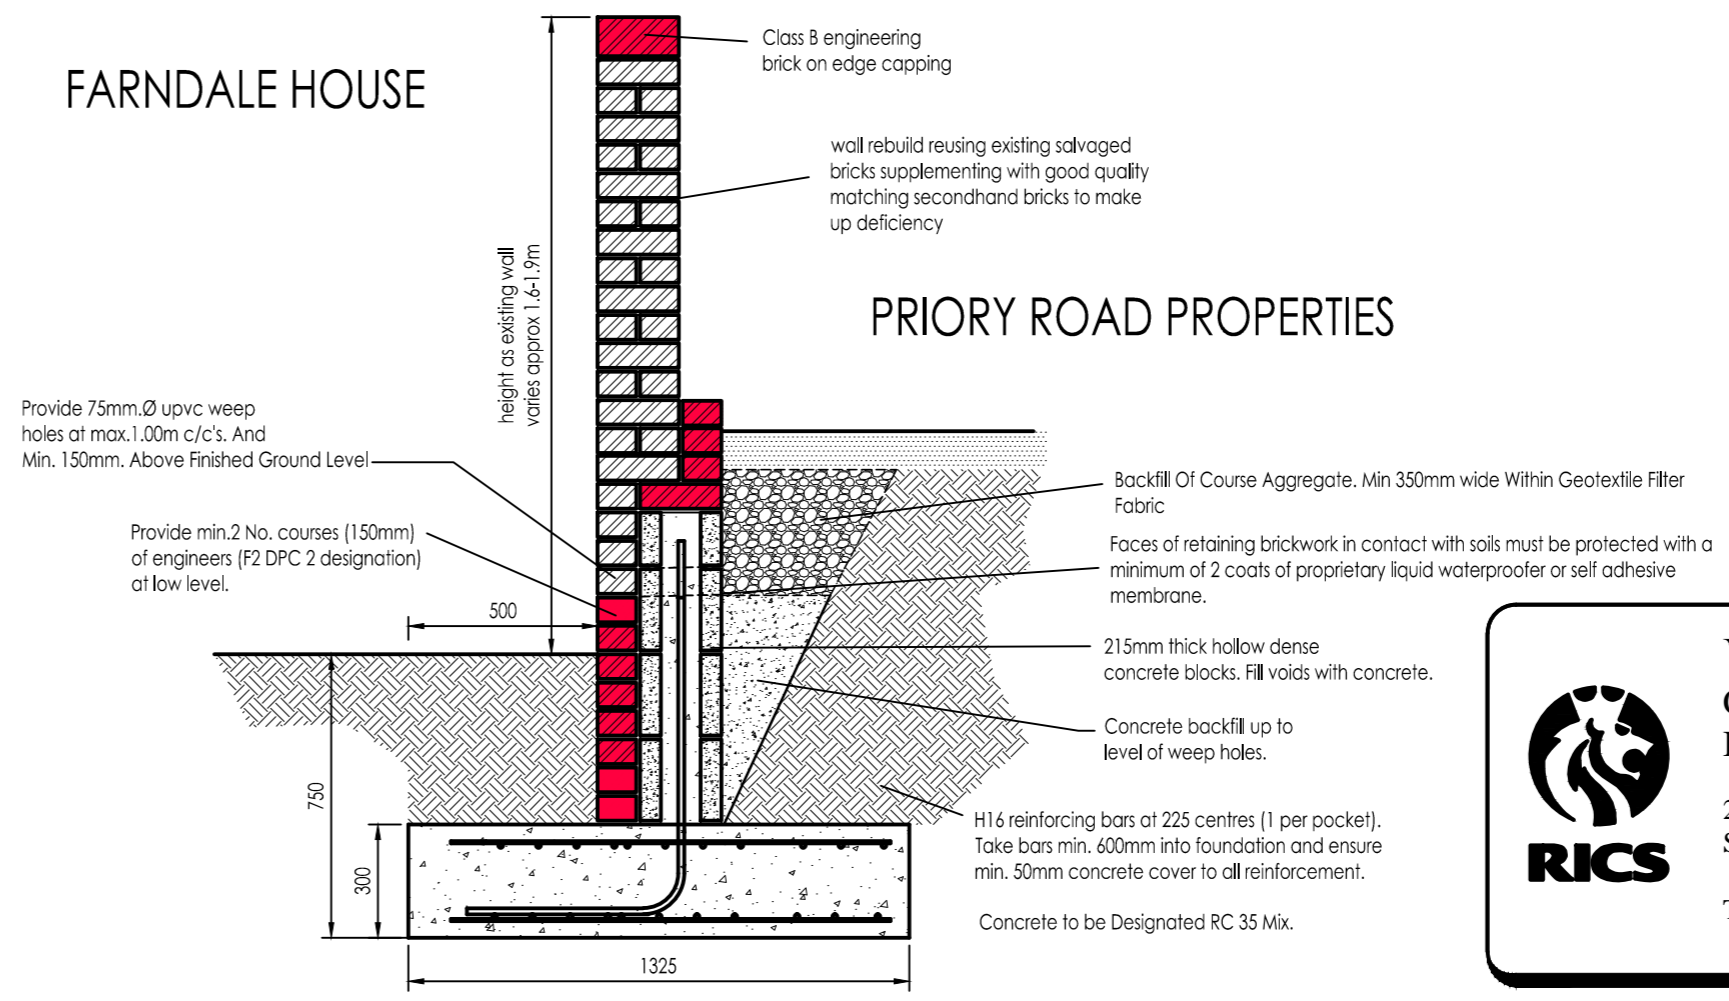 FARNDALE HOUSE
Class B engineering
brick on edge capping
wall rebuild reusing existing salvaged
bricks supplementing with good quality
matching secondhand bricks to make
up deficiency
height as existing wall
varies approx 1.6-1.9m
PRIORY ROAD PROPERTIES
Provide 75mm.Ø upvc weep
holes at max.1.00m c/c's. And
Min. 150mm. Above Finished Ground Level
Provide min.2 No. courses (150mm)
of engineers (F2 DPC 2 designation)
at low level.
500
Backfill Of Course Aggregate. Min 350mm wide Within Geotextile Filter
Fabric
Faces of retaining brickwork in contact with soils must be protected with a
minimum of 2 coats of proprietary liquid waterproofer or self adhesive
membrane.
215mm thick hollow dense
concrete blocks. Fill voids with concrete.
Concrete backfill up to
level of weep holes.
750
300
H16 reinforcing bars at 225 centres (1 per pocket).
Take bars min. 600mm into foundation and ensure
min. 50mm concrete cover to all reinforcement.
Concrete to be Designated RC 35 Mix.
1325
RICS